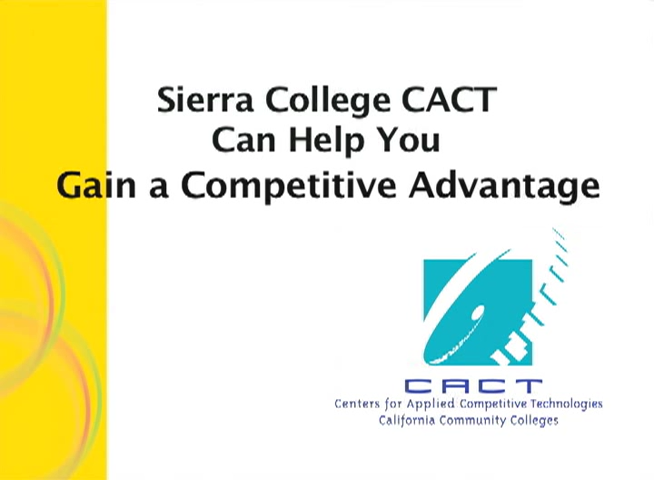 Sierra College CACT
Can Help You
Gain a Competitive Advantage
CACT
Centers for Applied Competitive Technologies
California Community Colleges